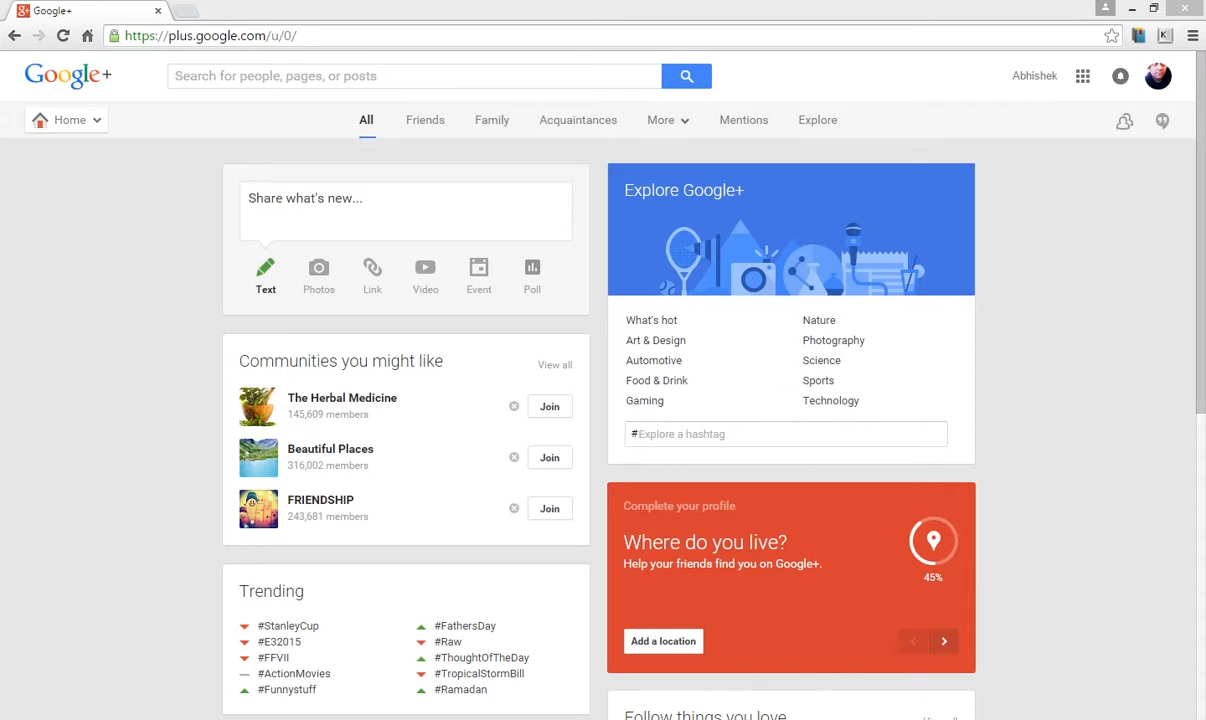 Google+
https://plus.google.com/u/0/
Google+
Search for people, pages, or posts
Abhishek
Home
All
Friends
Family
Acquaintances
More
Mentions
Explore
Share what's new...
Text
Photos
Link
Video
Event
Poll
Communities you might like
View all
The Herbal Medicine
145,609 members
Join
Beautiful Places
316,002 members
Join
FRIENDSHIP
243,681 members
Join
Trending
#StanleyCup
#E32015
#FFVII
#ActionMovies
#Funnystuff
#FathersDay
#Raw
#ThoughtOfTheDay
#TropicalStormBill
#Ramadan
Explore Google+
What's hot
Art & Design
Automotive
Food & Drink
Gaming
Nature
Photography
Science
Sports
Technology
#Explore a hashtag
Complete your profile
Where do you live?
Help your friends find you on Google+.
45%
Add a location
Follow things you love